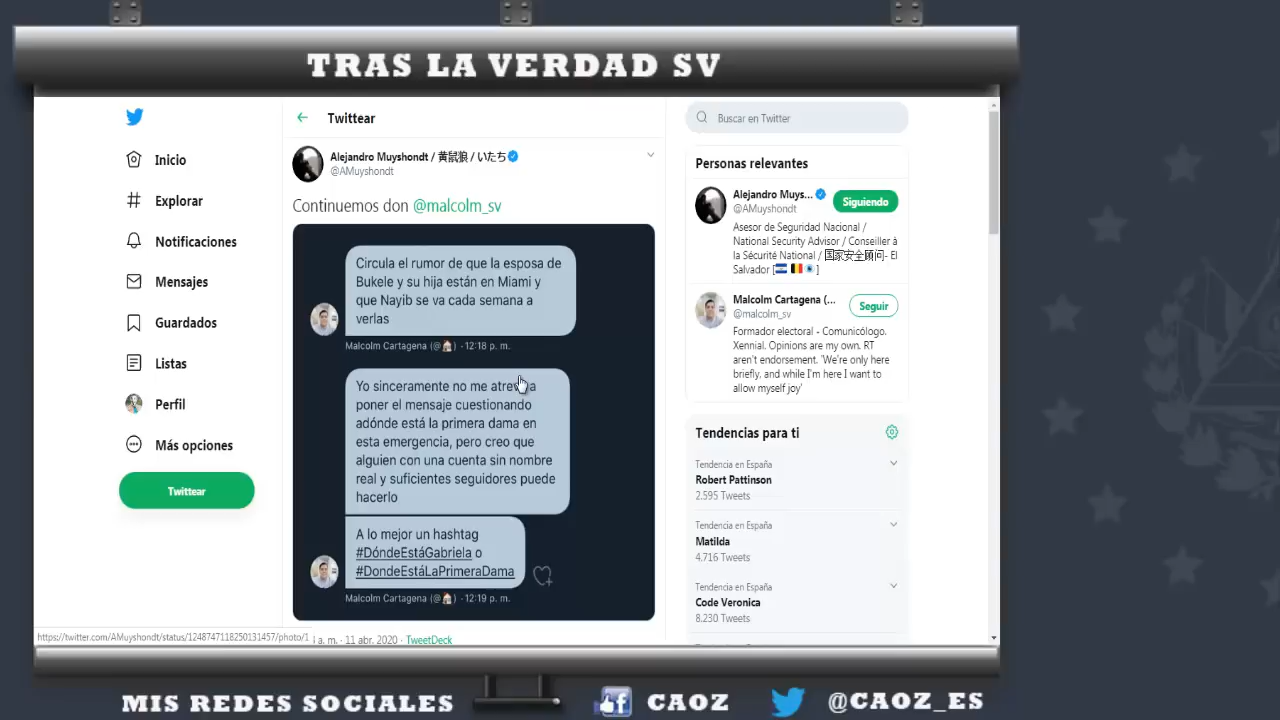 TRAS LA VERDAD SV
Inicio
Explorar
Notificaciones
Mensajes
Guardados
Listas
Perfil
Más opciones
Twittear
Twittear
Alejandro Muyshondt / 黄鼠狼 / いたち
@AMuyshondt
Continuemos don @malcolm_sv
Circula el rumor de que la esposa de
Bukele y su hija están en Miami y
que Nayib se va cada semana a
verlas
Malcolm Cartagena (@🏠) · 12:18 p. m.
Yo sinceramente no me atrevía
poner el mensaje cuestionando
adónde está la primera dama en
esta emergencia, pero creo que
alguien con una cuenta sin nombre
real y suficientes seguidores puede
hacerlo
A lo mejor un hashtag
#DóndeEstáGabriela o
#DondeEstáLaPrimeraDama
Malcolm Cartagena (@🏠) · 12:19 p. m.
a. m. · 11 abr. 2020 · TweetDeck
https://twitter.com/AMuyshondt/status/1248747118250131457/photo/1
Buscar en Twitter
Personas relevantes
Alejandro Muys...
Siguiendo
@AMuyshondt
Asesor de Seguridad Nacional /
National Security Advisor / Conseiller à
la Sécurité National / 国家安全顾问- El
Salvador [🇸🇻 🇧🇪 🧿]
Malcolm Cartagena (...
Seguir
@malcolm_sv
Formador electoral - Comunicólogo.
Xennial. Opinions are my own. RT
aren't endorsement. 'We're only here
briefly, and while I'm here I want to
allow myself joy'
Tendencias para ti
Tendencia en España
Robert Pattinson
2.595 Tweets
Tendencia en España
Matilda
4.716 Tweets
Tendencia en España
Code Veronica
8.230 Tweets
MIS REDES SOCIALES
CAOZ
@CAOZ_ES